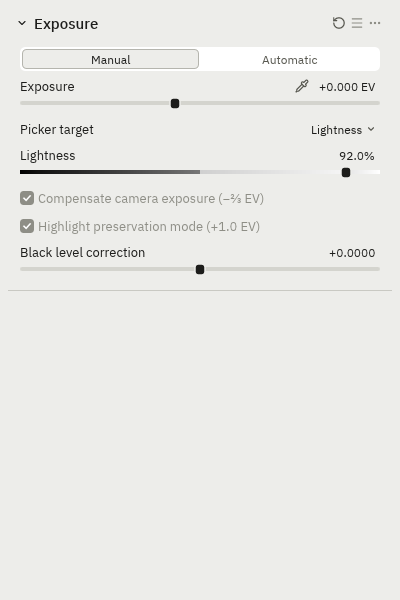 Exposure
Manual Automatic
Exposure +0.000 EV
Picker target Lightness
Lightness 92.0%
Compensate camera exposure (−⅔ EV)
Highlight preservation mode (+1.0 EV)
Black level correction +0.0000